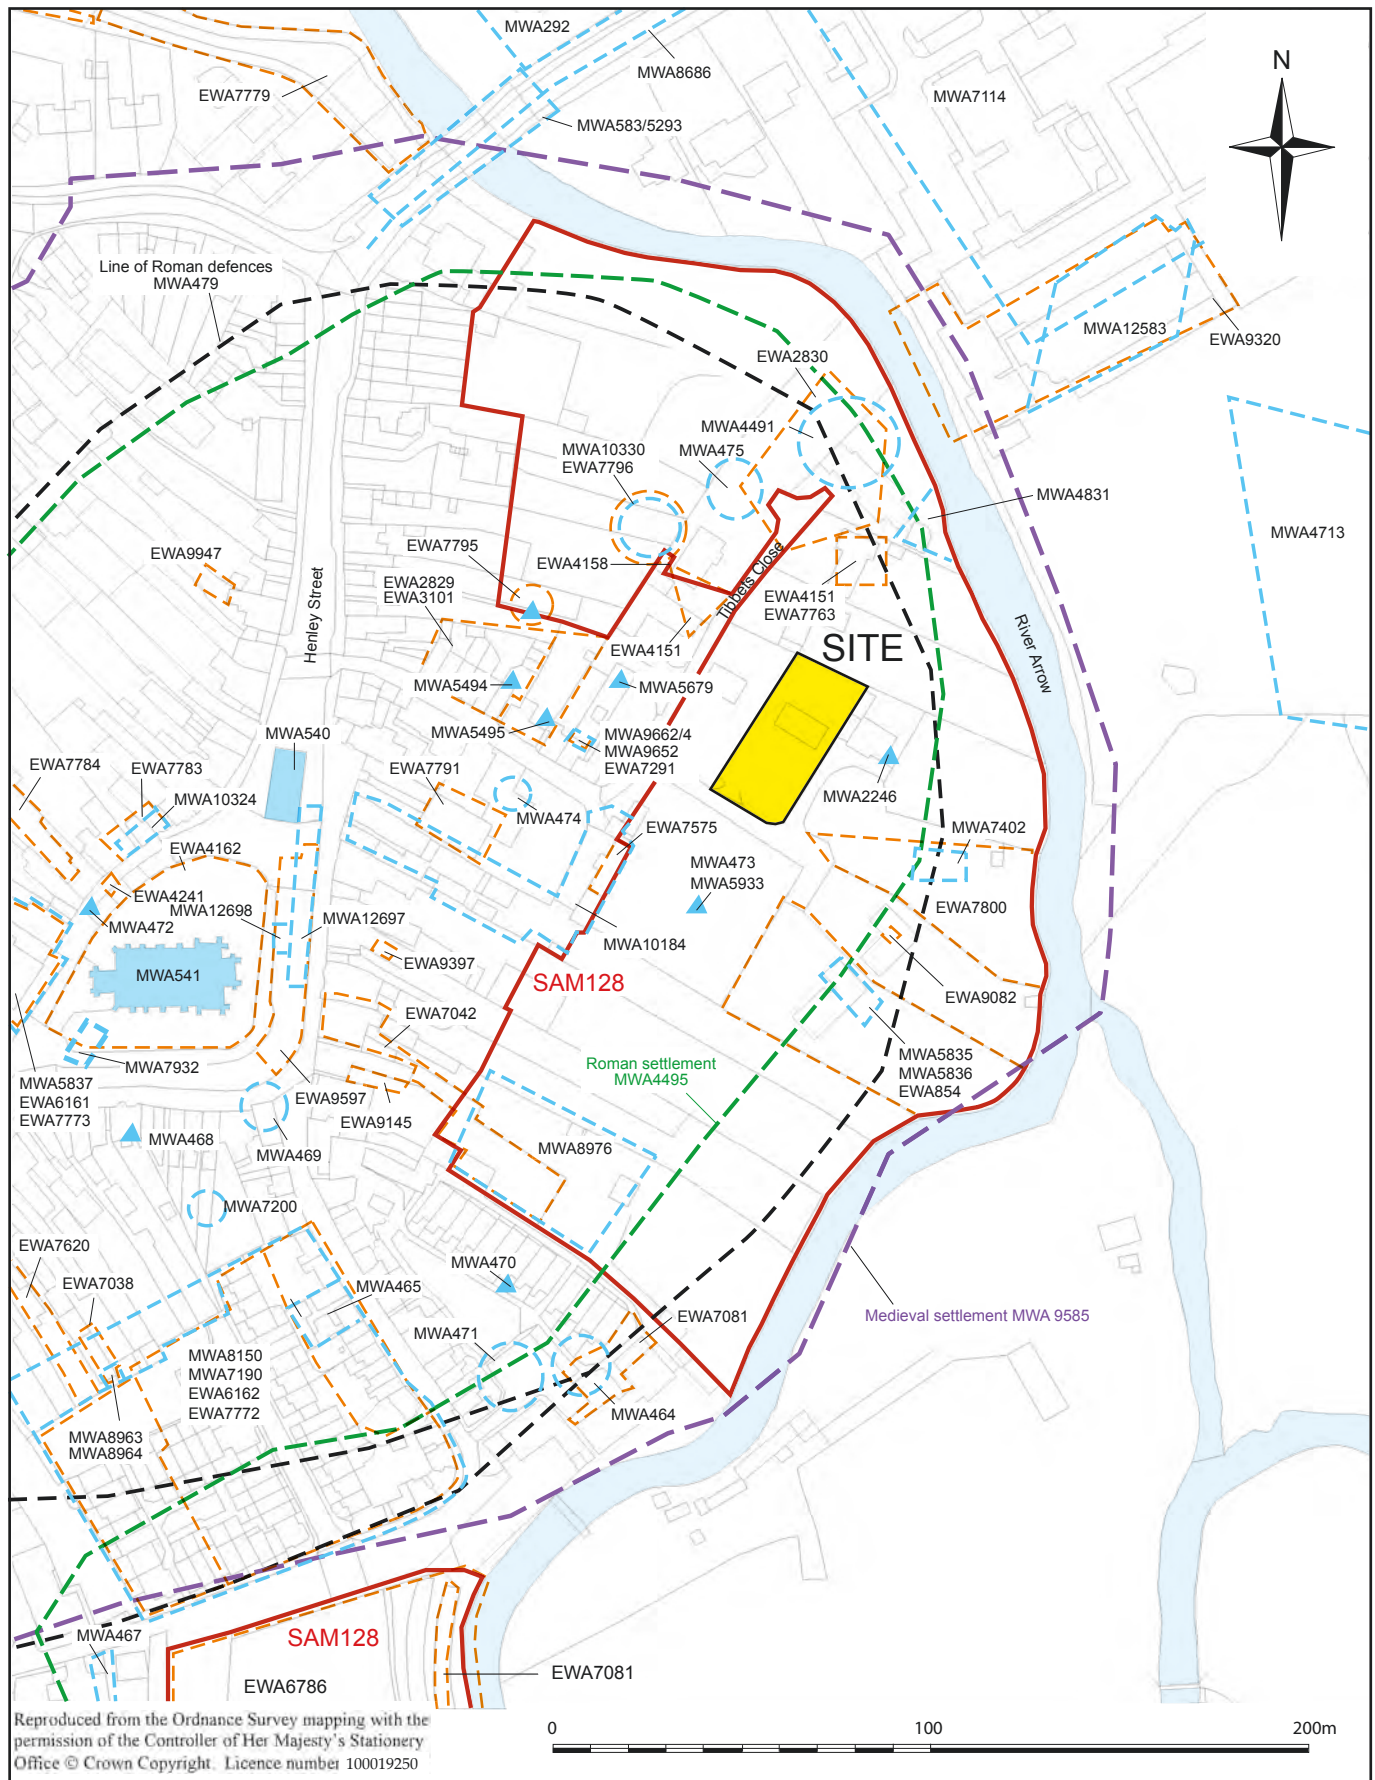 MWA292
MWA8686
N
EWA7779
MWA7114
MWA583/5293
Line of Roman defences
MWA479
MWA12583
EWA9320
EWA2830
MWA4491
MWA10330
EWA7796
MWA475
MWA4831
MWA4713
EWA9947
EWA7795
EWA4158
Tibbets Close
EWA2829
EWA3101
EWA4151
EWA7763
Henley Street
River Arrow
SITE
EWA4151
MWA5494
MWA5679
MWA5495
MWA9662/4
MWA9652
EWA7291
MWA540
EWA7784
EWA7783
EWA7791
MWA10324
MWA2246
MWA474
EWA7575
MWA7402
EWA4162
MWA473
MWA5933
EWA4241
MWA12698
MWA472
MWA12697
EWA7800
MWA10184
EWA9397
MWA541
SAM128
EWA9082
EWA7042
MWA7932
Roman settlement
MWA4495
MWA5835
MWA5836
EWA854
MWA5837
EWA6161
EWA7773
EWA9597
EWA9145
MWA468
MWA469
MWA8976
MWA7200
EWA7620
MWA470
EWA7038
MWA465
EWA7081
Medieval settlement MWA 9585
MWA471
MWA8150
MWA7190
EWA6162
EWA7772
MWA464
MWA8963
MWA8964
MWA467
SAM128
EWA7081
EWA6786
Reproduced from the Ordnance Survey mapping with the
permission of the Controller of Her Majesty's Stationery
Office © Crown Copyright. Licence number 100019250
0 100 200m